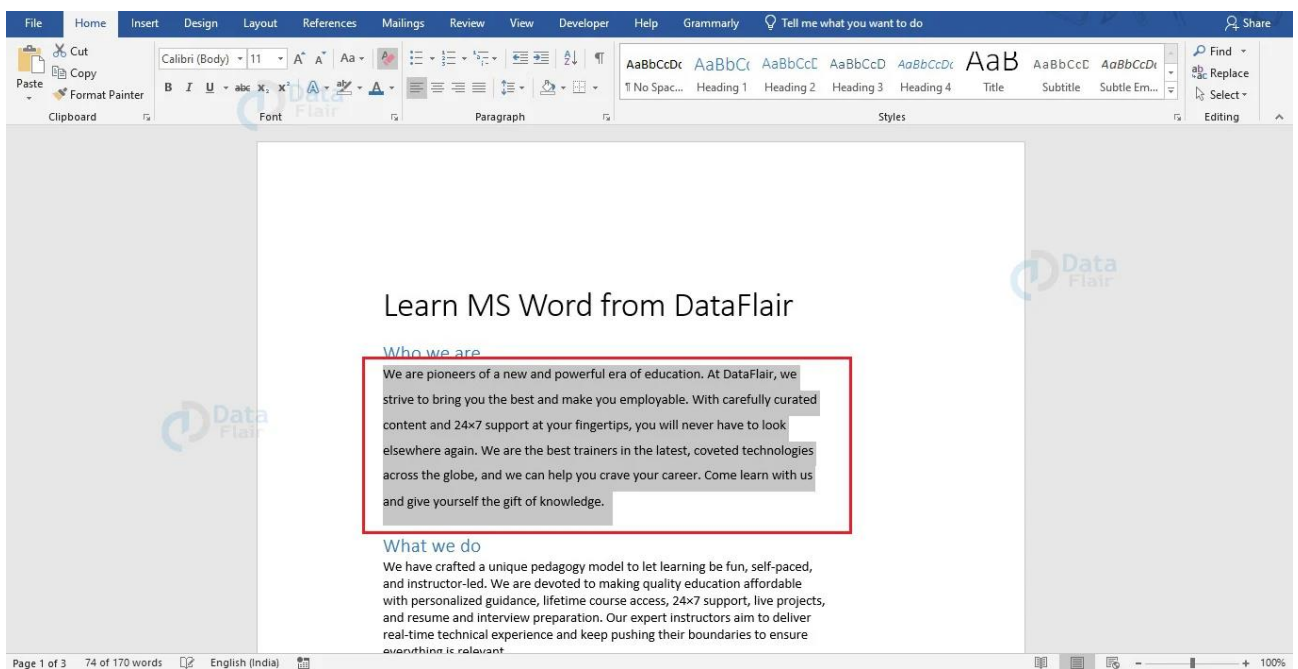 File Home Insert Design Layout References Mailings Review View Developer Help Grammarly Tell me what you want to do Share
Cut
Copy
Format Painter
Paste
Clipboard
Calibri (Body) 11 Aa
B I U abc X₂ X² A aby A
Font
Paragraph
AaBbCcDc AaBbC( AaBbCcE AaBbCcD AaBbCcDc AaB AaBbCcD AaBbCcDt
¶ No Spac... Heading 1 Heading 2 Heading 3 Heading 4 Title Subtitle Subtle Em...
Styles
Find
Replace
Select
Editing
Data
Flair
Data
Flair
Data
Flair
Learn MS Word from DataFlair
Who we are
We are pioneers of a new and powerful era of education. At DataFlair, we
strive to bring you the best and make you employable. With carefully curated
content and 24×7 support at your fingertips, you will never have to look
elsewhere again. We are the best trainers in the latest, coveted technologies
across the globe, and we can help you crave your career. Come learn with us
and give yourself the gift of knowledge.
What we do
We have crafted a unique pedagogy model to let learning be fun, self-paced,
and instructor-led. We are devoted to making quality education affordable
with personalized guidance, lifetime course access, 24×7 support, live projects,
and resume and interview preparation. Our expert instructors aim to deliver
real-time technical experience and keep pushing their boundaries to ensure
everything is relevant
Page 1 of 3 74 of 170 words English (India) 100%